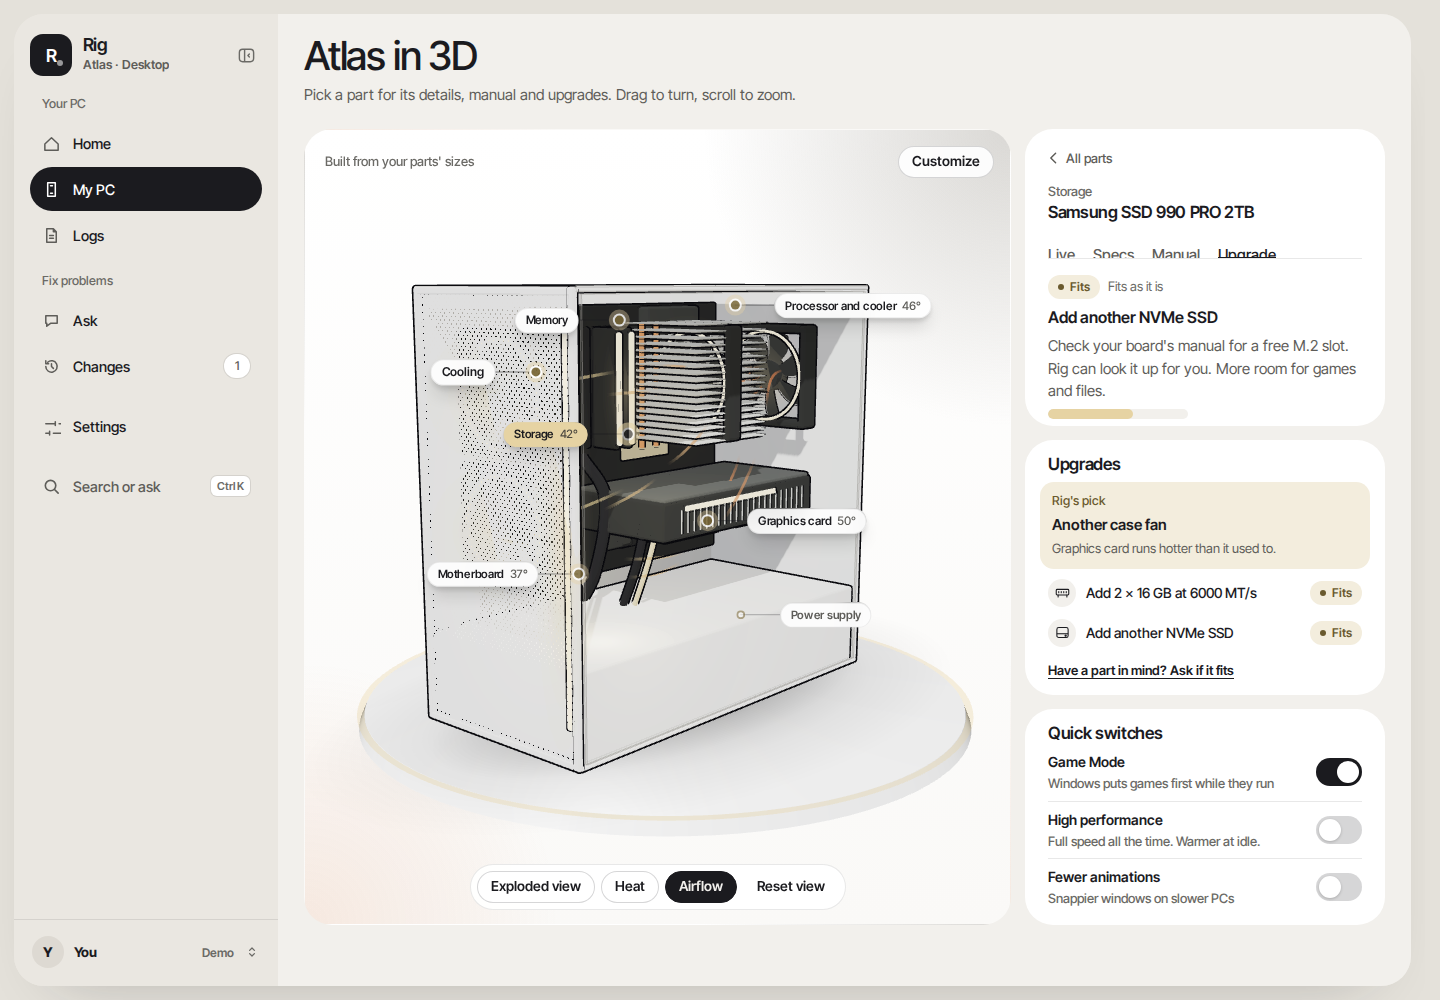 R
Rig
Atlas · Desktop
Your PC
Home
My PC
Logs
Fix problems
Ask
Changes
1
Settings
Search or ask
Ctrl K
Y
You
Demo
Atlas in 3D
Pick a part for its details, manual and upgrades. Drag to turn, scroll to zoom.
Built from your parts' sizes
Customize
Memory
Processor and cooler 46°
Cooling
Storage 42°
Graphics card 50°
Motherboard 37°
Power supply
Exploded view
Heat
Airflow
Reset view
All parts
Storage
Samsung SSD 990 PRO 2TB
Live Specs Manual Upgrade
Fits
Fits as it is
Add another NVMe SSD
Check your board's manual for a free M.2 slot.
Rig can look it up for you. More room for games
and files.
Upgrades
Rig's pick
Another case fan
Graphics card runs hotter than it used to.
Add 2 × 16 GB at 6000 MT/s
Fits
Add another NVMe SSD
Fits
Have a part in mind? Ask if it fits
Quick switches
Game Mode
Windows puts games first while they run
High performance
Full speed all the time. Warmer at idle.
Fewer animations
Snappier windows on slower PCs